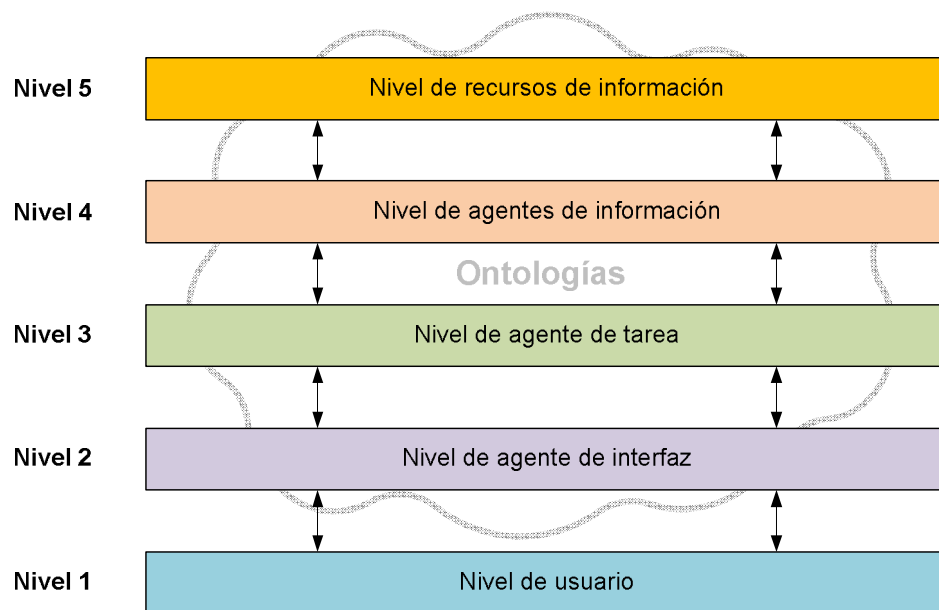 Nivel 5
Nivel de recursos de información
Nivel 4
Nivel de agentes de información
Ontologías
Nivel 3
Nivel de agente de tarea
Nivel 2
Nivel de agente de interfaz
Nivel 1
Nivel de usuario